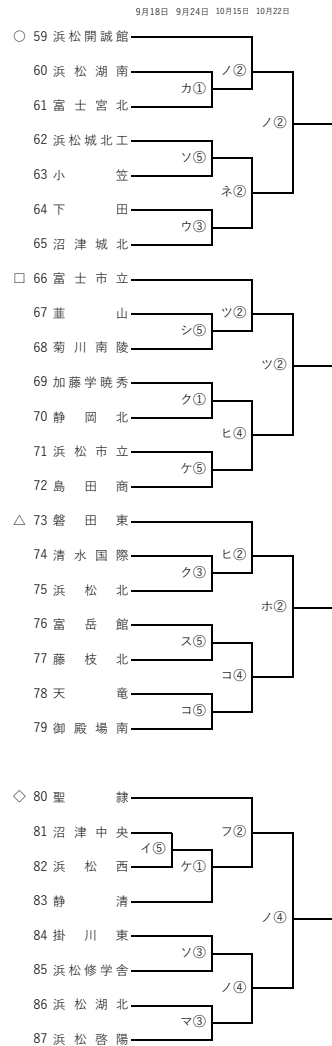 9月18日 9月24日 10月15日 10月22日
○ 59 浜松開誠館
60 浜松湖南
ノ②
カ①
61 富士宮北
ノ②
62 浜松城北工
ソ⑤
63 小笠
ネ②
64 下田
ウ③
65 沼津城北
□ 66 富士市立
67 韮山
ツ②
シ⑤
68 菊川南陵
ツ②
69 加藤学暁秀
ク①
70 静岡北
ヒ④
71 浜松市立
ケ⑤
72 島田商
△ 73 磐田東
74 清水国際
ヒ②
ク③
75 浜松北
ホ②
76 富岳館
ス⑤
77 藤枝北
コ④
78 天竜
コ⑤
79 御殿場南
◇ 80 聖隷
81 沼津中央
フ②
イ⑤
82 浜松西
ケ①
83 静清
ノ④
84 掛川東
ソ③
85 浜松修学舎
ノ④
86 浜松湖北
マ③
87 浜松啓陽